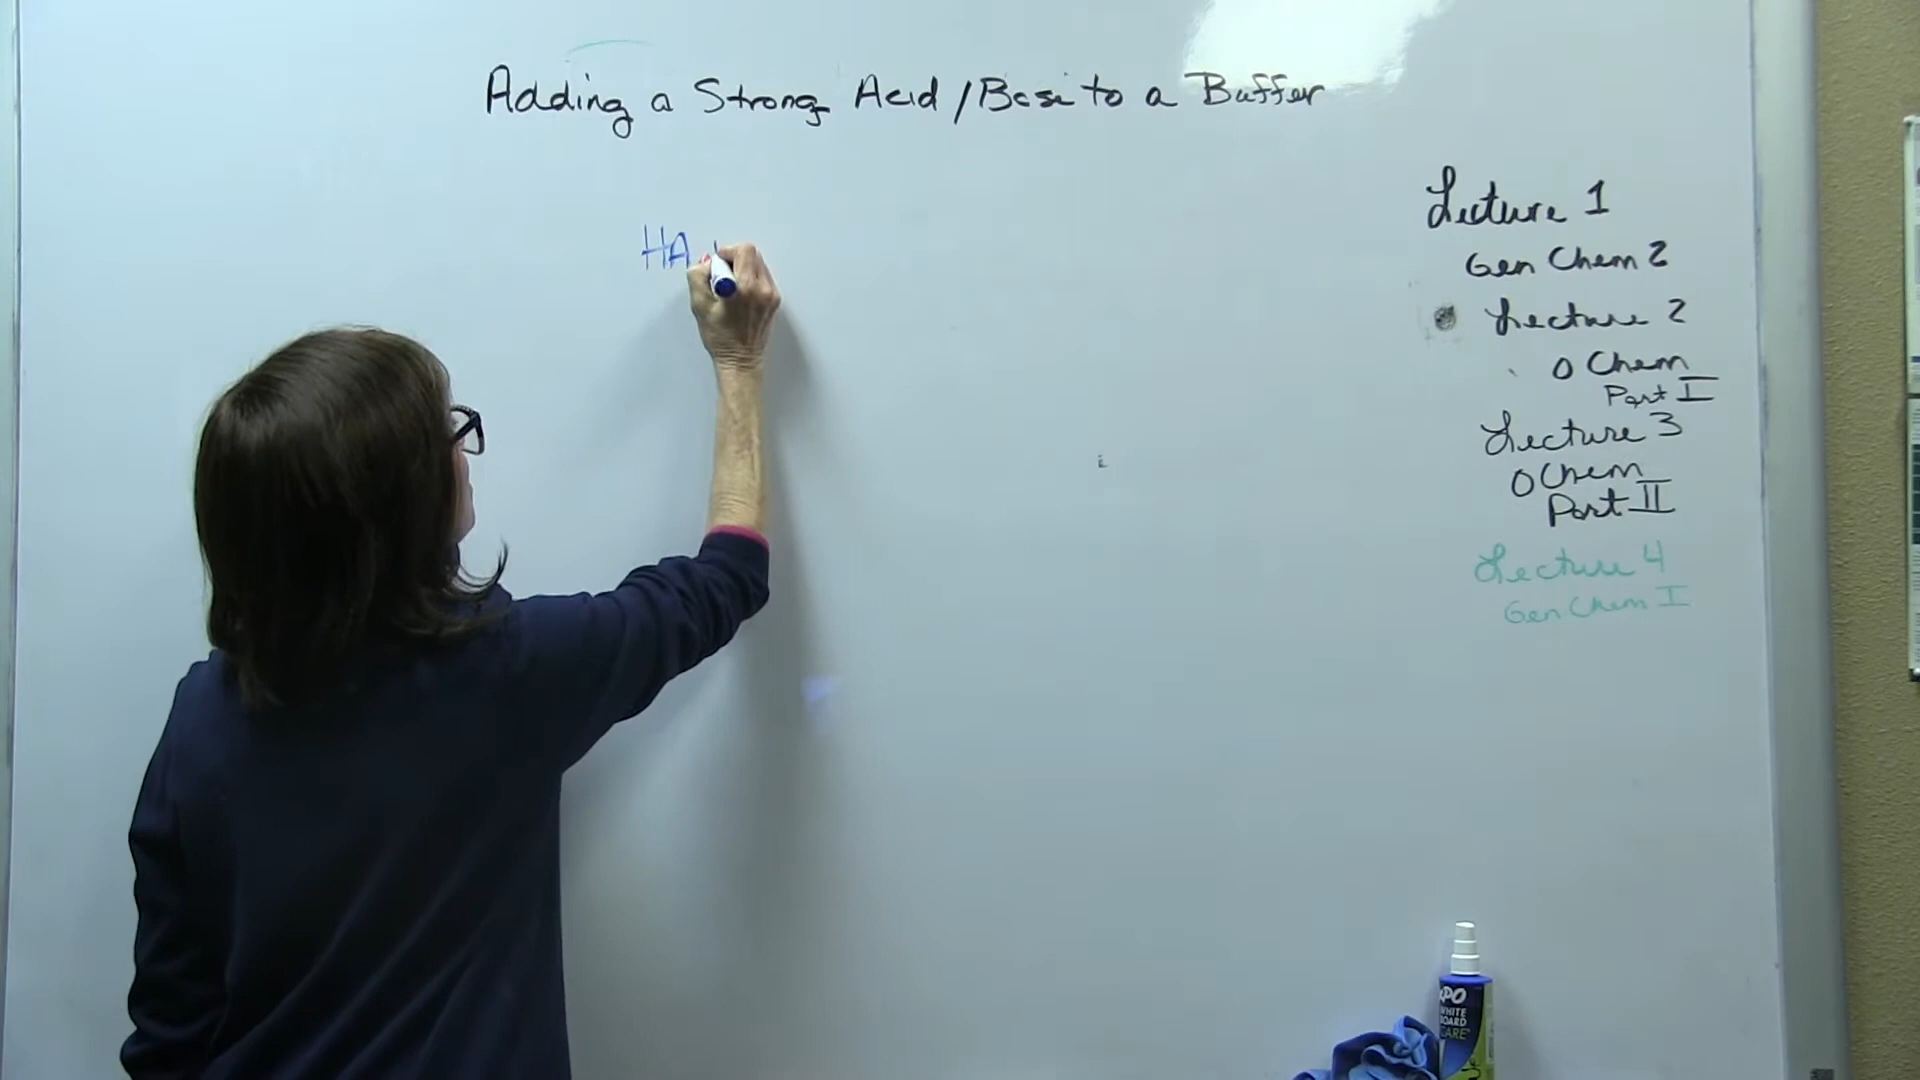 Adding a Strong Acid/Base to a Buffer
HA
Lecture 1
Gen Chem 2
Lecture 2
O Chem
Part I
Lecture 3
O Chem
Part II
Lecture 4
Gen Chem I
XPO
WHITE
BOARD
CARE